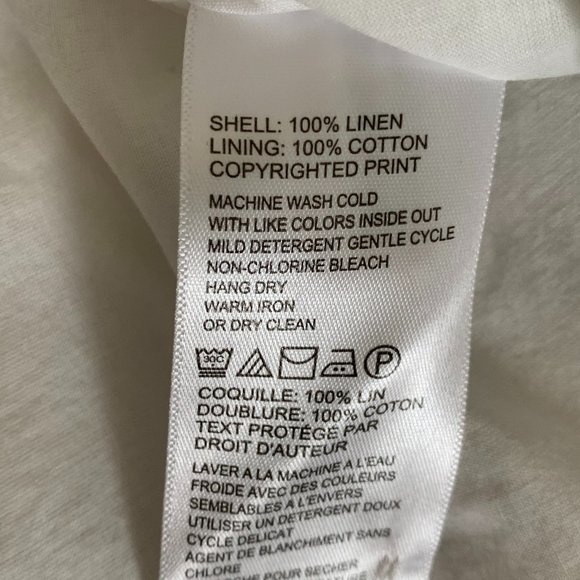 SHELL: 100% LINEN
LINING: 100% COTTON
COPYRIGHTED PRINT
MACHINE WASH COLD
WITH LIKE COLORS INSIDE OUT
MILD DETERGENT GENTLE CYCLE
NON-CHLORINE BLEACH
HANG DRY
WARM IRON
OR DRY CLEAN
30C P
COQUILLE: 100% LIN
DOUBLURE: 100% COTON
TEXT PROTÉGÉ PAR
DROIT D'AUTEUR
LAVER A LA MACHINE A L'EAU
FROIDE AVEC DES COULEURS
SEMBLABLES A L'ENVERS
UTILISER UN DETERGENT DOUX
CYCLE DELICAT
AGENT DE BLANCHIMENT SANS
CHLORE
POUR SECHER